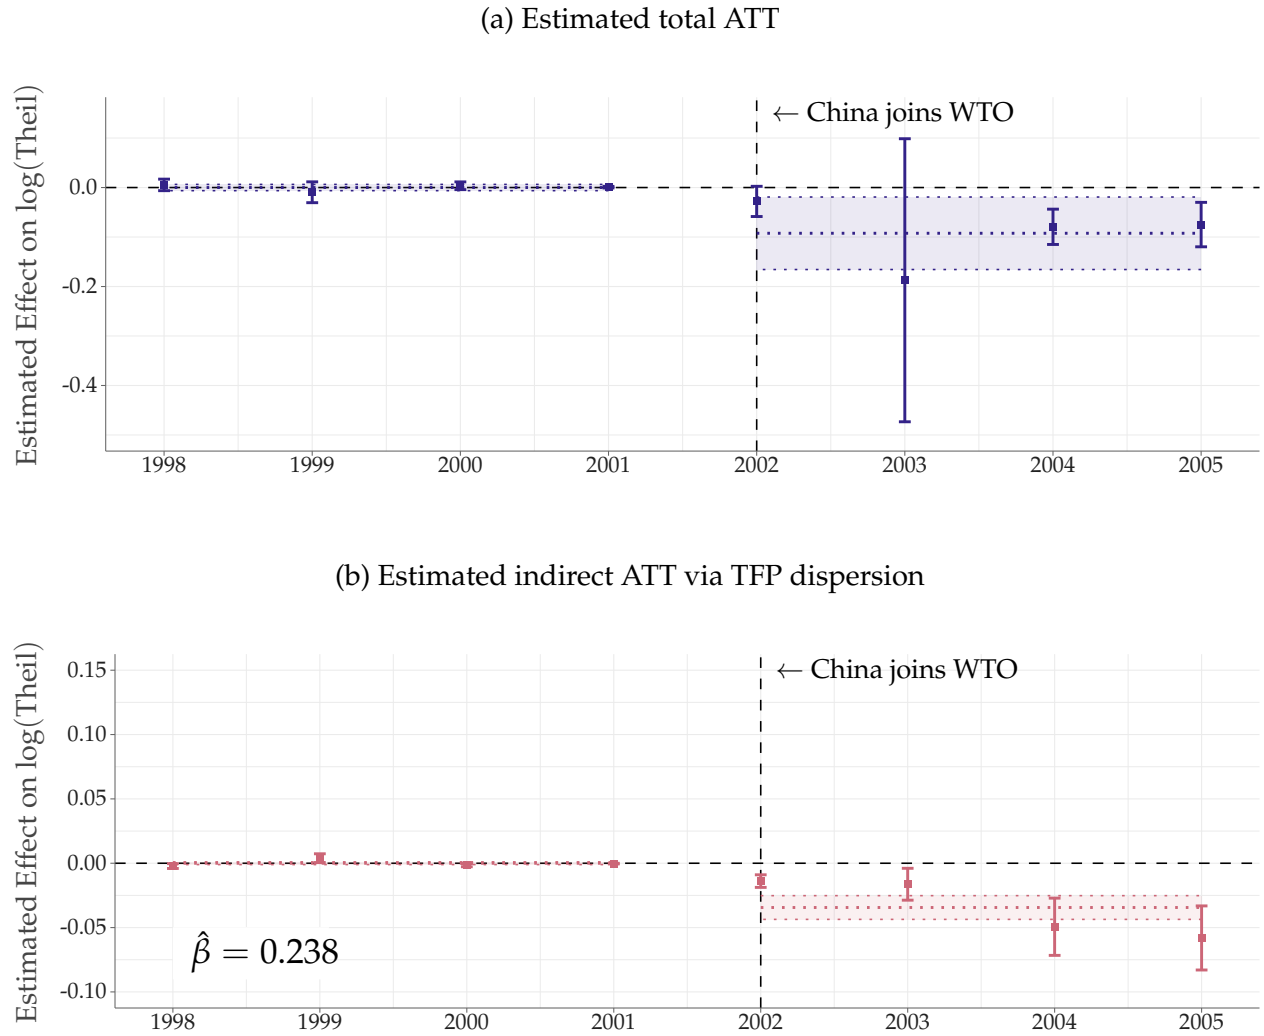 (a) Estimated total ATT
Estimated Effect on log(Theil)
← China joins WTO
0.0
-0.2
-0.4
1998 1999 2000 2001 2002 2003 2004 2005
(b) Estimated indirect ATT via TFP dispersion
Estimated Effect on log(Theil)
← China joins WTO
0.15
0.10
0.05
0.00
-0.05
-0.10
β̂ = 0.238
1998 1999 2000 2001 2002 2003 2004 2005